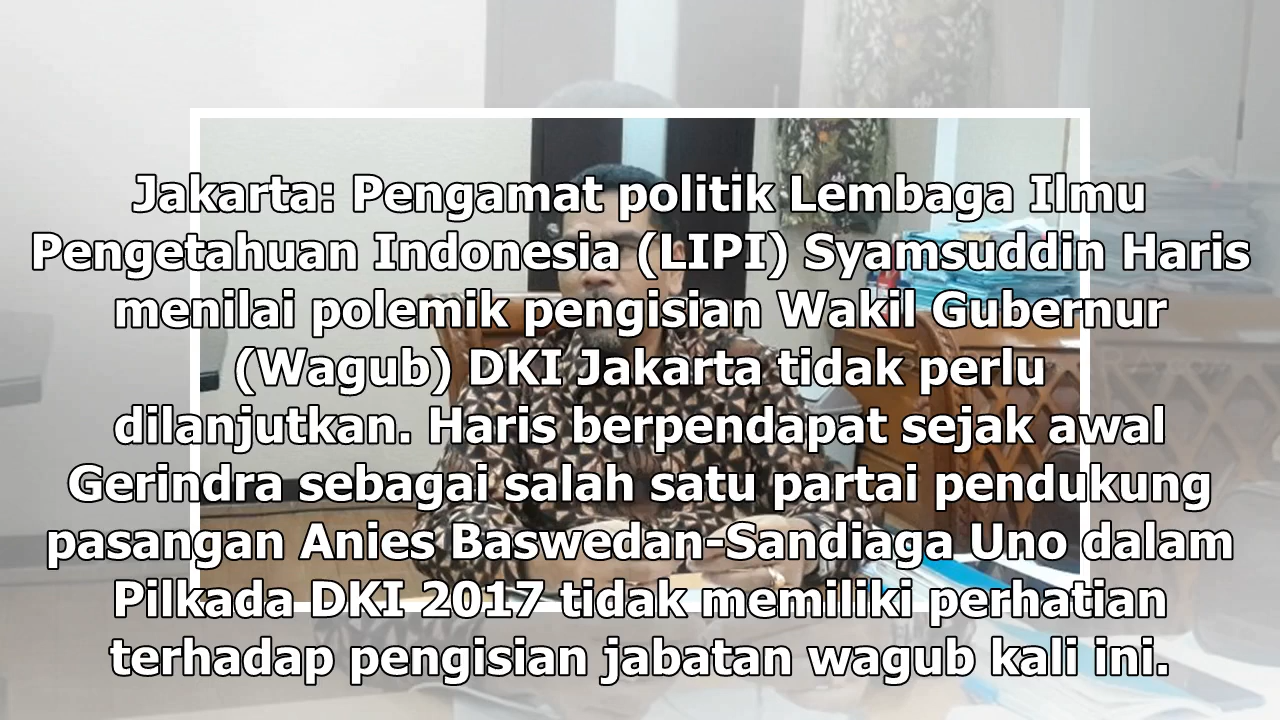 Jakarta: Pengamat politik Lembaga Ilmu
Pengetahuan Indonesia (LIPI) Syamsuddin Haris
menilai polemik pengisian Wakil Gubernur
(Wagub) DKI Jakarta tidak perlu
dilanjutkan. Haris berpendapat sejak awal
Gerindra sebagai salah satu partai pendukung
pasangan Anies Baswedan-Sandiaga Uno dalam
Pilkada DKI 2017 tidak memiliki perhatian
terhadap pengisian jabatan wagub kali ini.